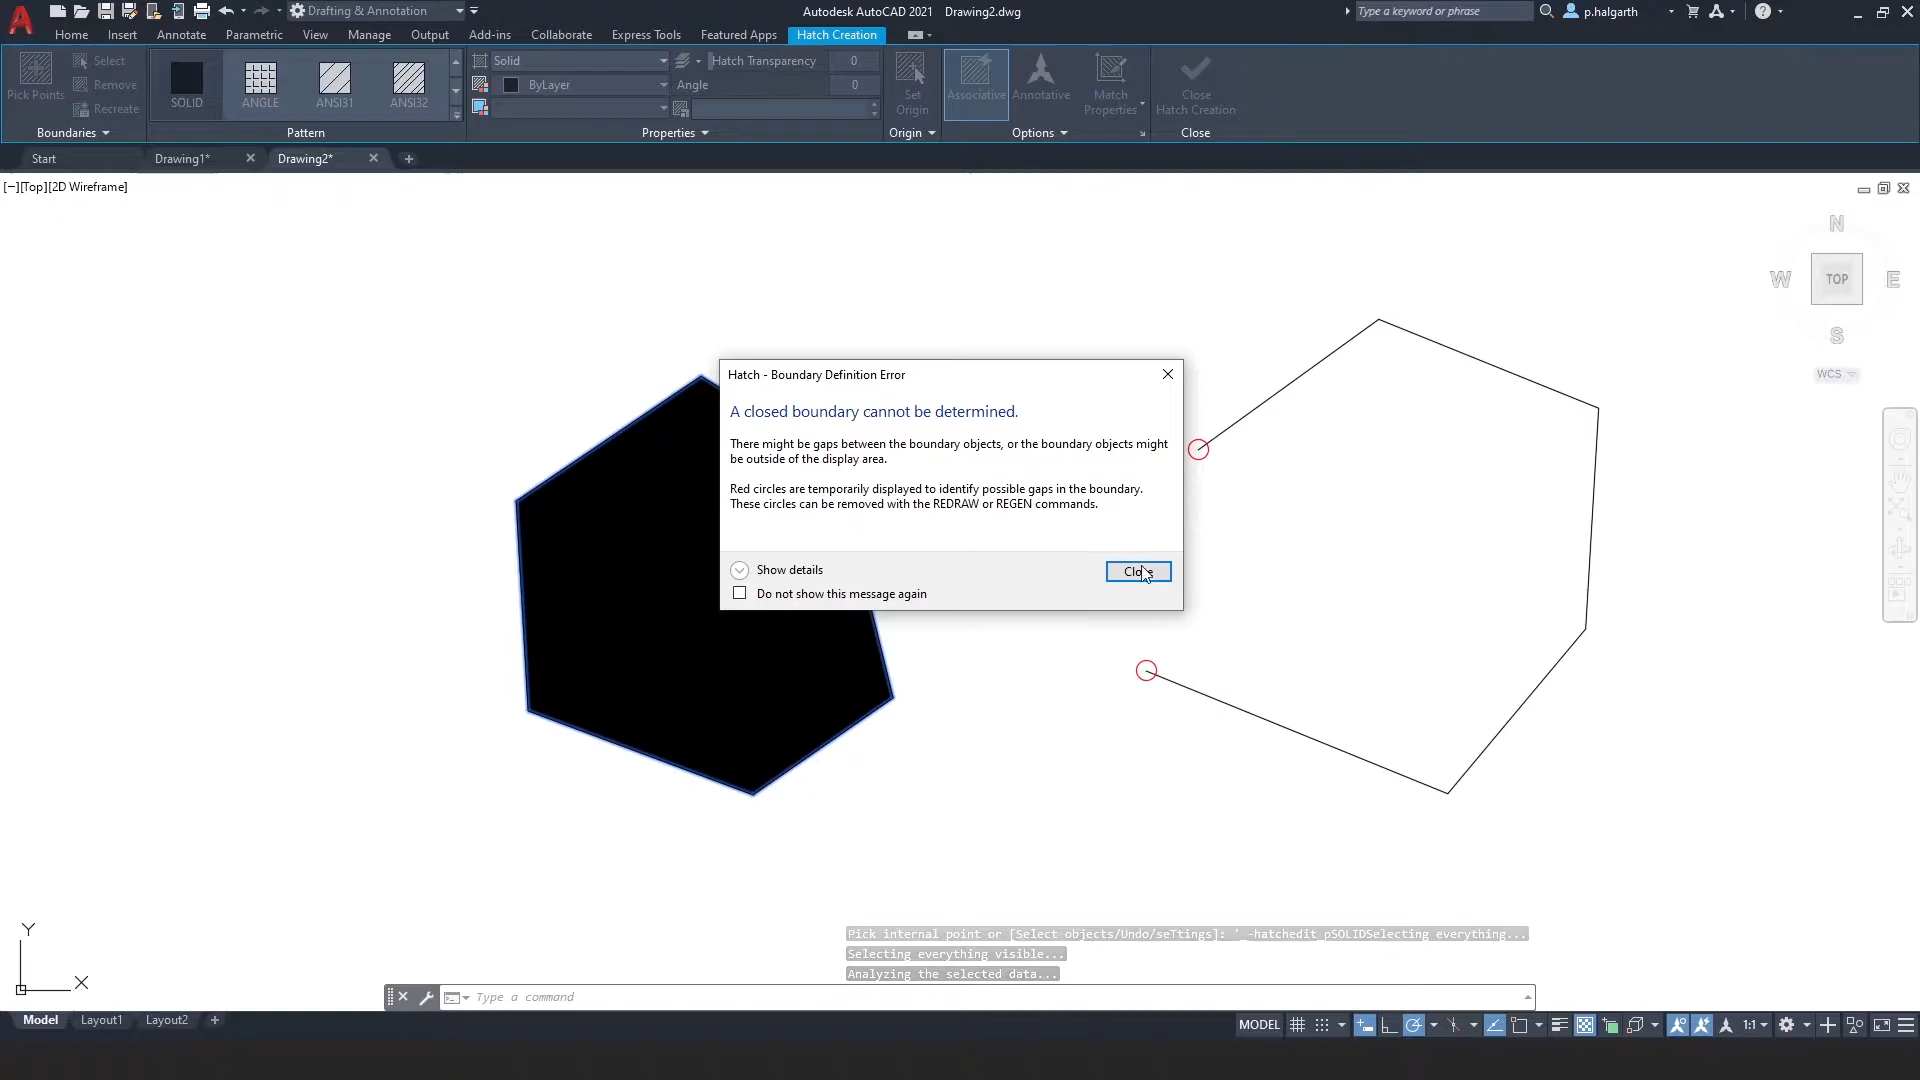 Drafting & Annotation
Autodesk AutoCAD 2021 Drawing2.dwg
Type a keyword or phrase
p.halgarth
Home Insert Annotate Parametric View Manage Output Add-ins Collaborate Express Tools Featured Apps Hatch Creation
Pick Points
Select
Remove
Recreate
SOLID
ANGLE
ANSI31
ANSI32
Solid
ByLayer
Hatch Transparency 0
Angle 0
Set
Origin
Associative
Annotative
Match
Properties
Close
Hatch Creation
Boundaries Pattern Properties Origin Options Close
Start Drawing1* Drawing2*
[−][Top][2D Wireframe]
N
W TOP E
S
WCS
Hatch - Boundary Definition Error
A closed boundary cannot be determined.
There might be gaps between the boundary objects, or the boundary objects might
be outside of the display area.
Red circles are temporarily displayed to identify possible gaps in the boundary.
These circles can be removed with the REDRAW or REGEN commands.
Show details
Do not show this message again
Y
X
Pick internal point or [Select objects/Undo/seTtings]: '_-hatchedit _pSOLIDSelecting everything...
Selecting everything visible...
Analyzing the selected data...
Type a command
Model Layout1 Layout2
MODEL
1:1